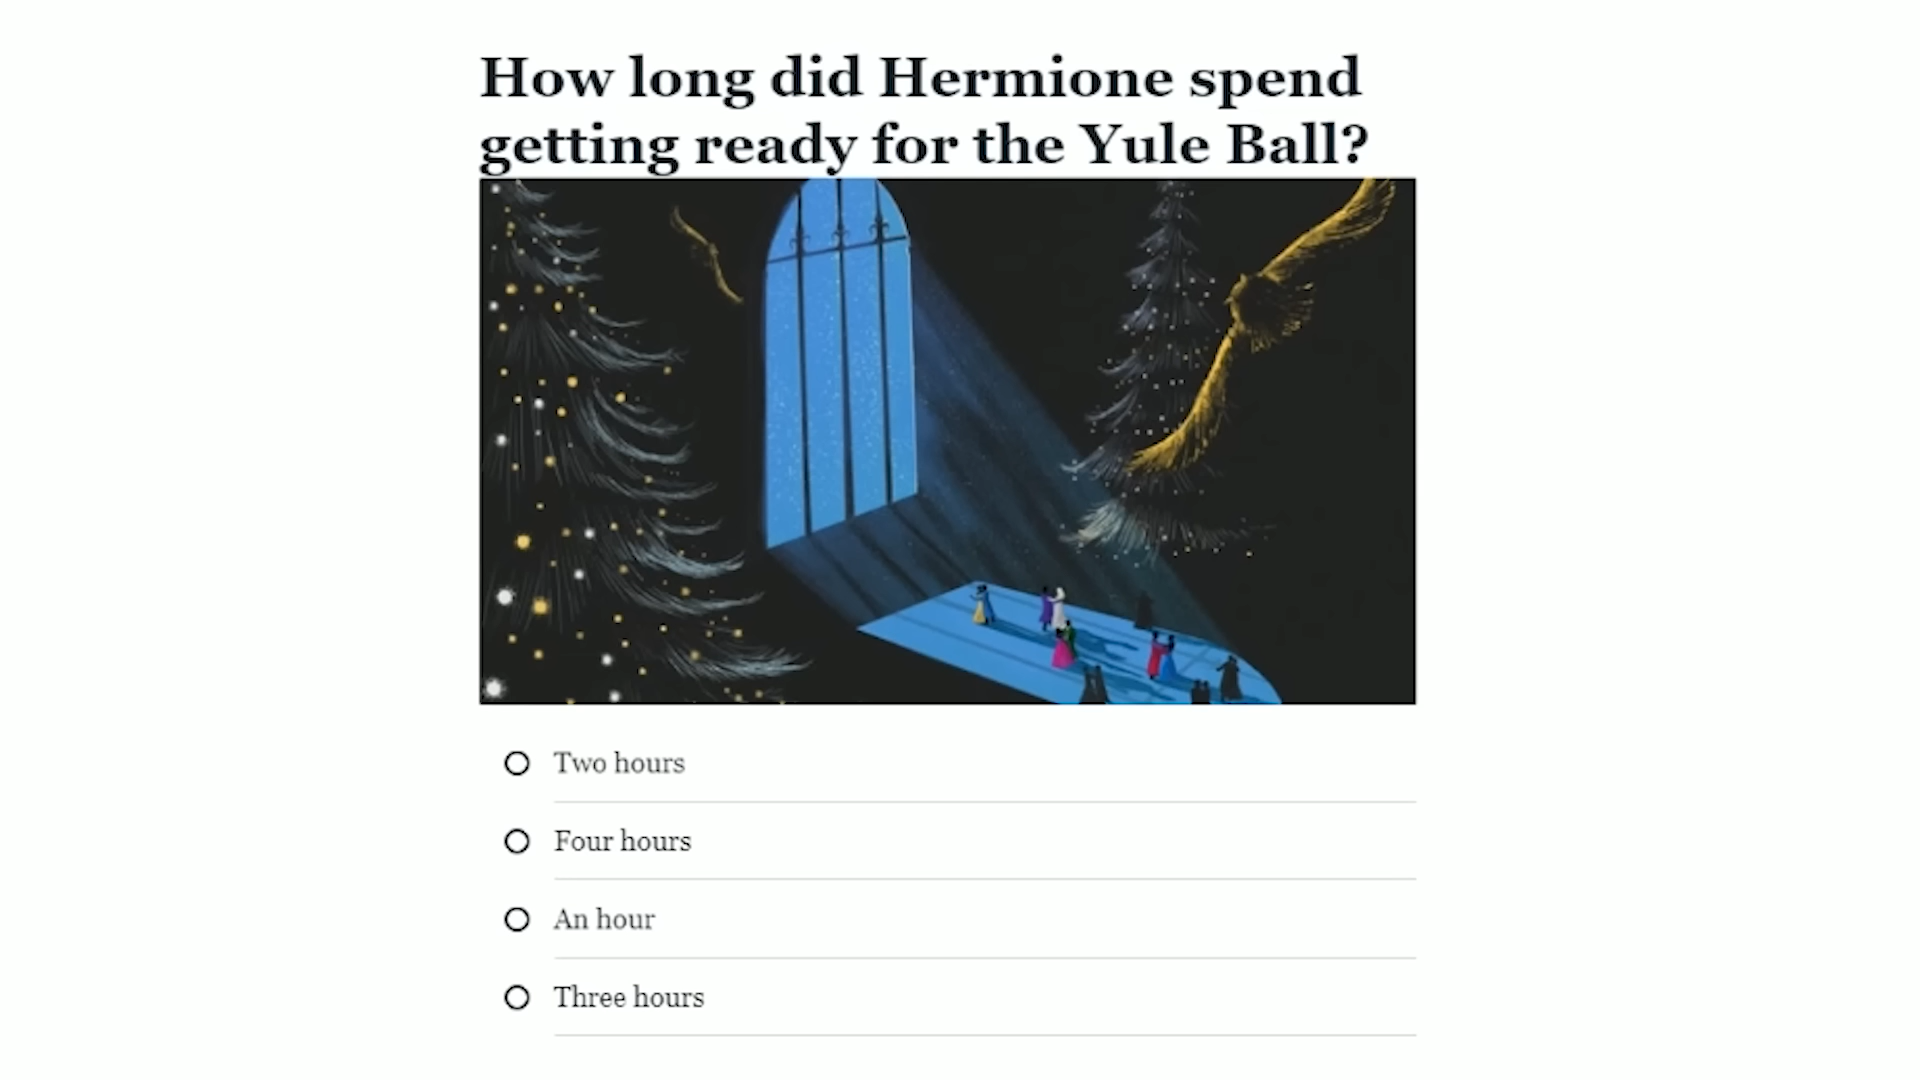 How long did Hermione spend
getting ready for the Yule Ball?
Two hours
Four hours
An hour
Three hours